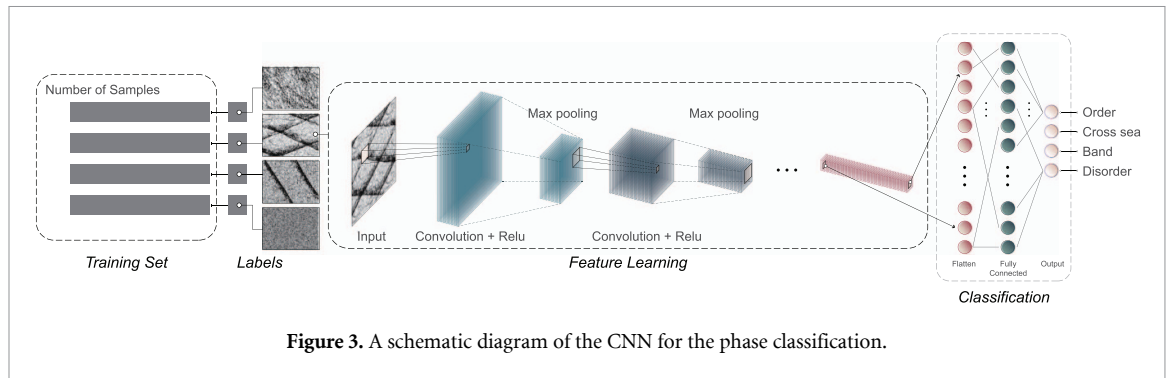 Number of Samples
Training Set
Labels
Input
Convolution + Relu
Max pooling
Convolution + Relu
Max pooling
Feature Learning
Flatten
Fully
Connected
Output
Order
Cross sea
Band
Disorder
Classification
Figure 3. A schematic diagram of the CNN for the phase classification.